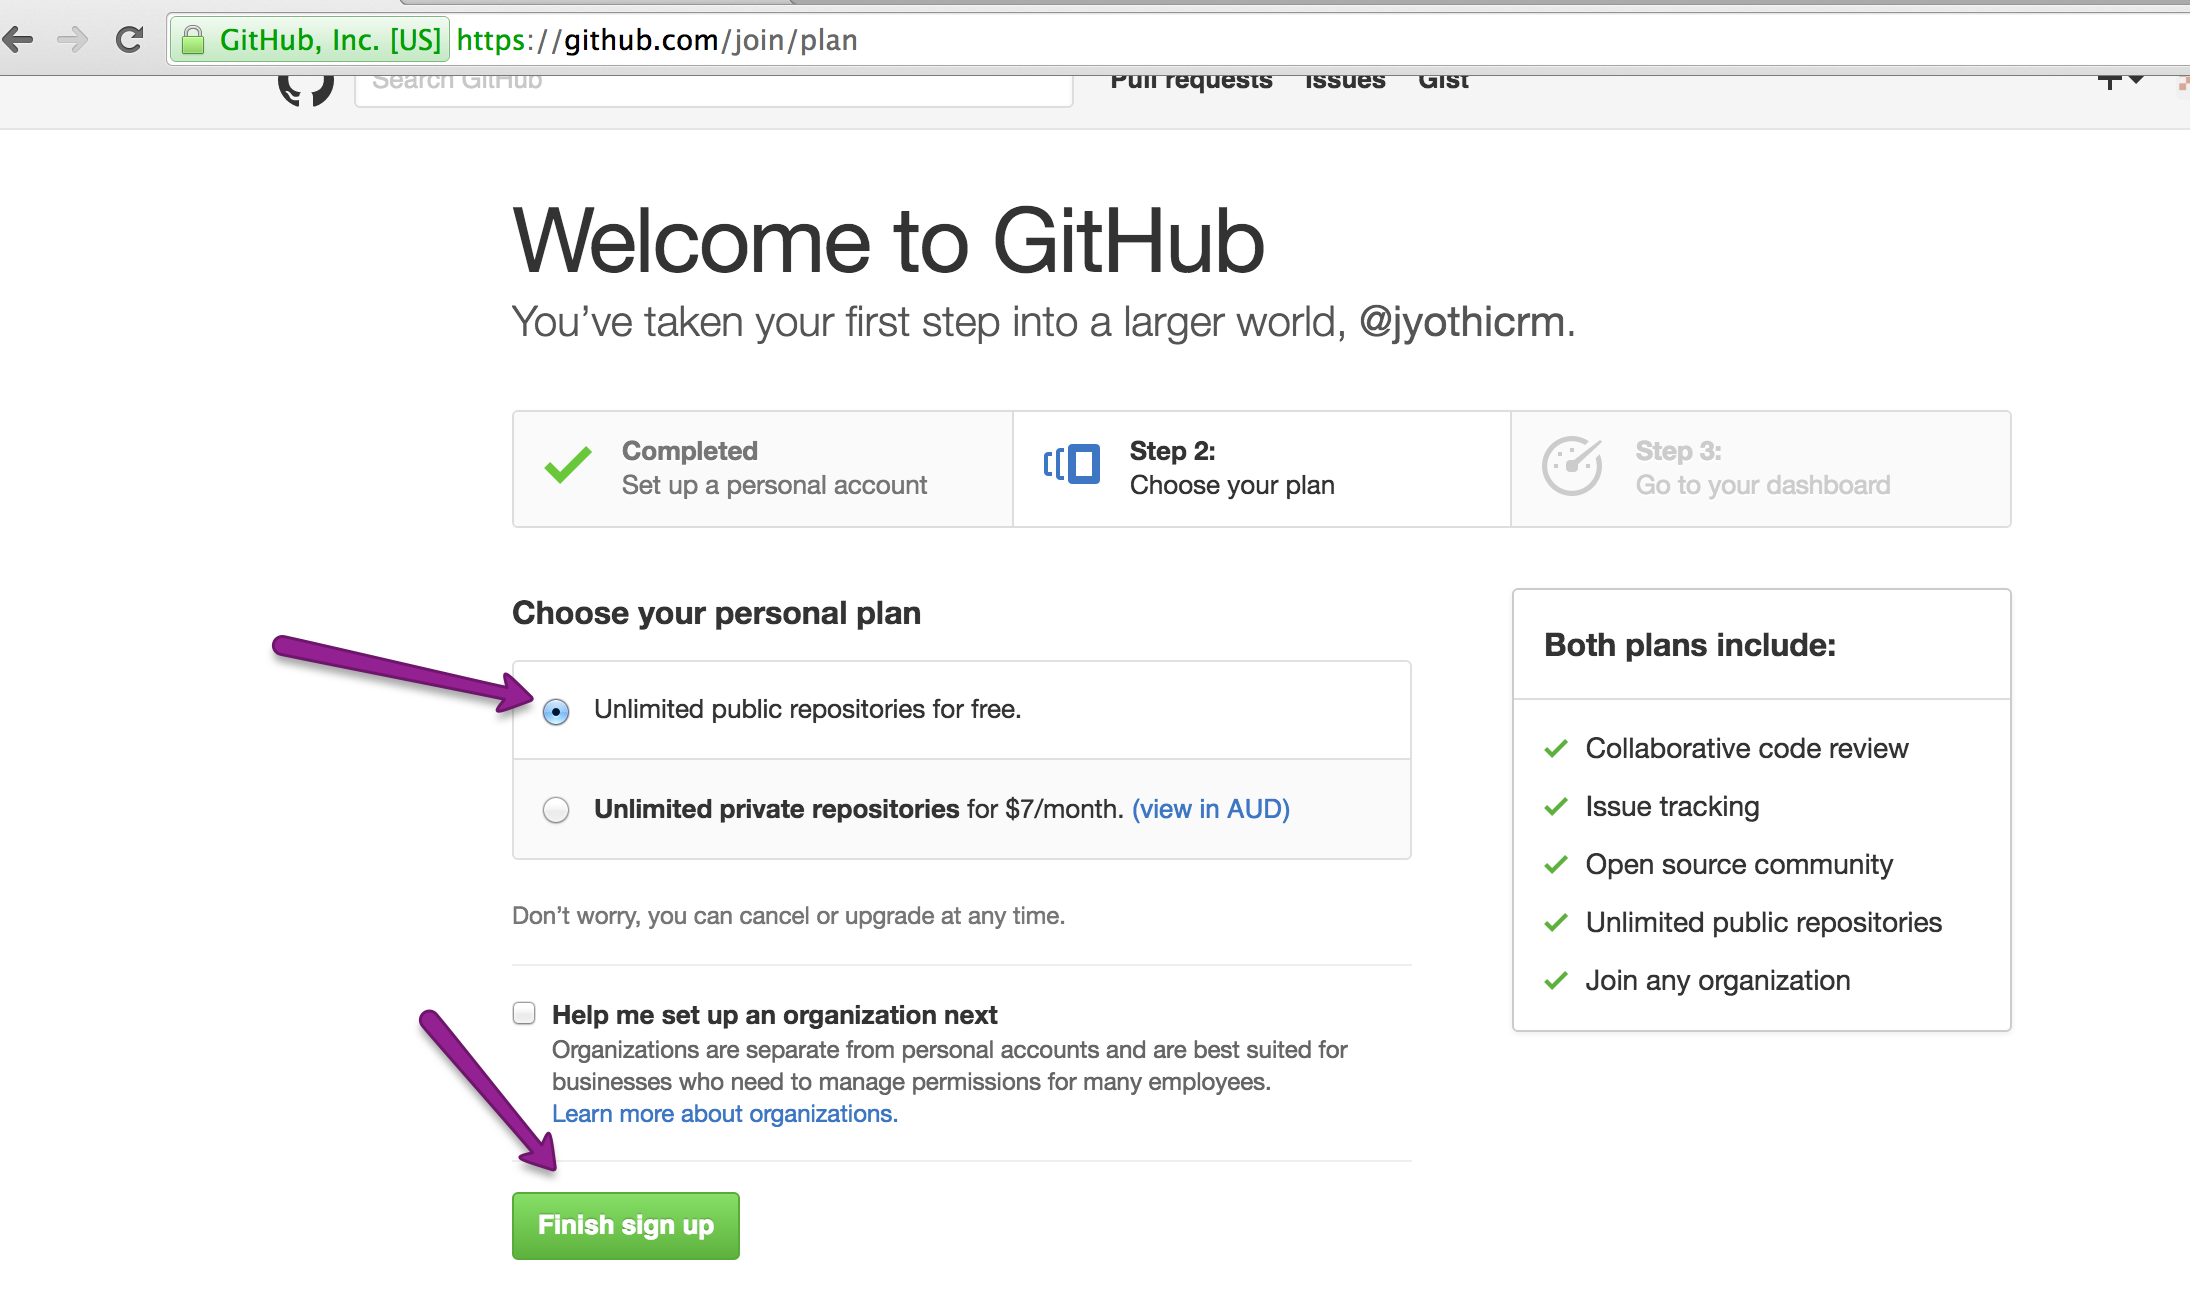 GitHub, Inc. [US] https://github.com/join/plan
Search GitHub Pull requests Issues Gist
Welcome to GitHub
You’ve taken your first step into a larger world, @jyothicrm.
Completed
Set up a personal account
Step 2:
Choose your plan
Step 3:
Go to your dashboard
Choose your personal plan
Unlimited public repositories for free.
Unlimited private repositories for $7/month. (view in AUD)
Don’t worry, you can cancel or upgrade at any time.
Help me set up an organization next
Organizations are separate from personal accounts and are best suited for
businesses who need to manage permissions for many employees.
Learn more about organizations.
Finish sign up
Both plans include:
Collaborative code review
Issue tracking
Open source community
Unlimited public repositories
Join any organization